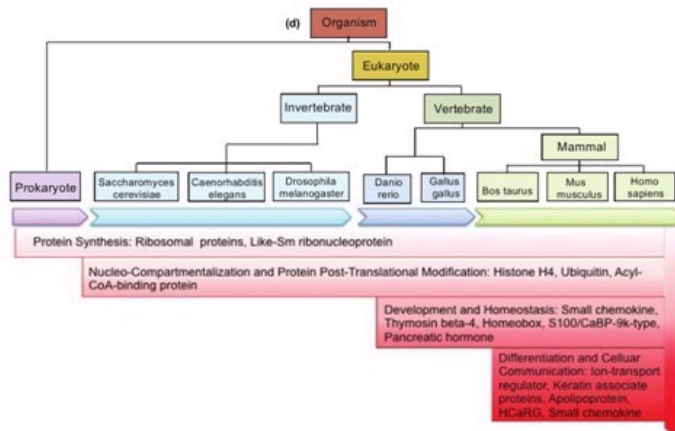 (d) Organism
Eukaryote
Invertebrate
Vertebrate
Mammal
Prokaryote
Saccharomyces
cerevisiae
Caenorhabditis
elegans
Drosophila
melanogaster
Danio
rerio
Gallus
gallus
Bos taurus
Mus
musculus
Homo
sapiens
Protein Synthesis: Ribosomal proteins, Like-Sm ribonucleoprotein
Nucleo-Compartmentalization and Protein Post-Translational Modification: Histone H4, Ubiquitin, Acyl-
CoA-binding protein
Development and Homeostasis: Small chemokine,
Thymosin beta-4, Homeobox, S100/CaBP-9k-type,
Pancreatic hormone
Differentiation and Celluar
Communication: Ion-transport
regulator, Keratin associate
proteins, Apolipoprotein,
HCaRG, Small chemokine